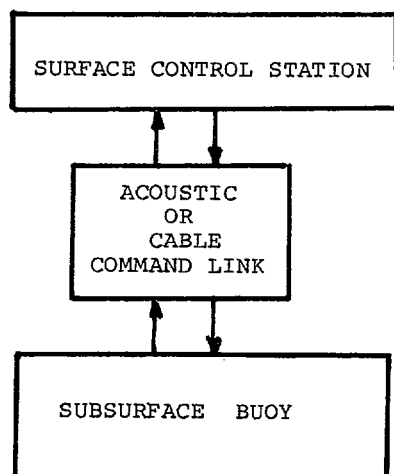 SURFACE CONTROL STATION
ACOUSTIC
OR
CABLE
COMMAND LINK
SUBSURFACE BUOY